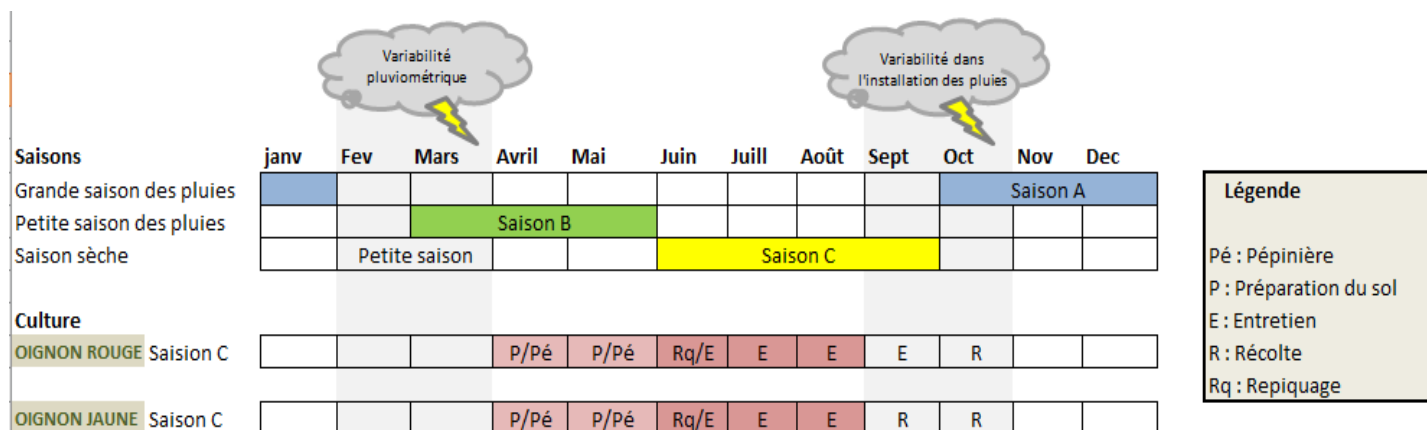 Variabilité
pluviométrique
Variabilité dans
l'installation des pluies
Saisons janv Fev Mars Avril Mai Juin Juill Août Sept Oct Nov Dec
Grande saison des pluies Saison A
Petite saison des pluies Saison B
Saison sèche Petite saison Saison C
Culture
OIGNON ROUGE Saision C P/Pé P/Pé Rq/E E E E R
OIGNON JAUNE Saison C P/Pé P/Pé Rq/E E E R R
Légende
Pé : Pépinière
P : Préparation du sol
E : Entretien
R : Récolte
Rq : Repiquage